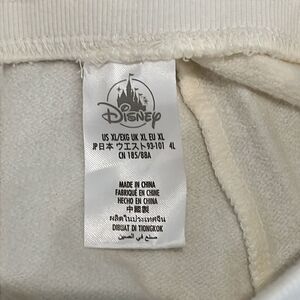 Disney
US XL/EXG UK XL EU XL
JP日本 ウエスト93-101 4L
CN 185/88A
MADE IN CHINA
FABRIQUÉ EN CHINE
HECHO EN CHINA
中國製
ผลิตในประเทศจีน
DIBUAT DI TIONGKOK
صنع في الصين